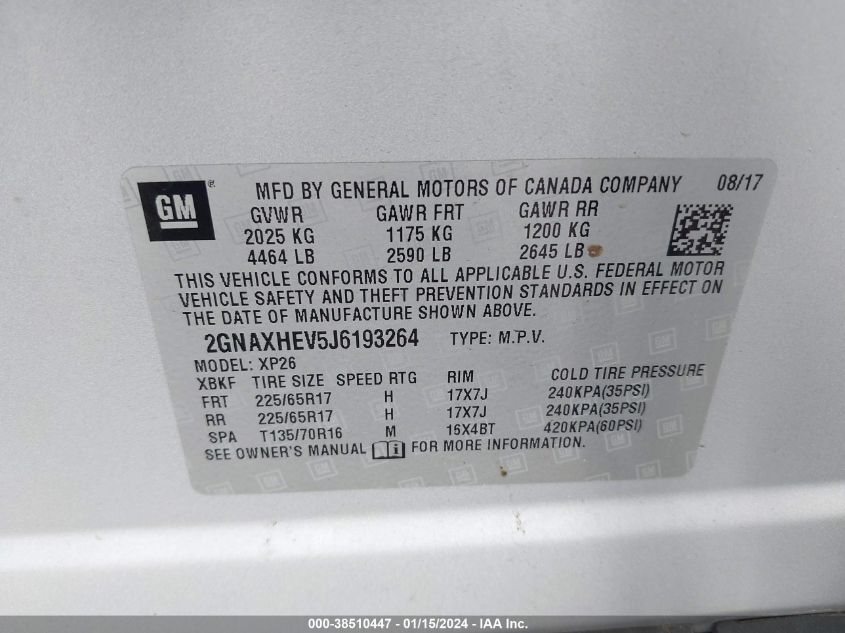 GM ® MFD BY GENERAL MOTORS OF CANADA COMPANY 08/17
GVWR GAWR FRT GAWR RR
2025 KG 1175 KG 1200 KG
4464 LB 2590 LB 2645 LB
THIS VEHICLE CONFORMS TO ALL APPLICABLE U.S. FEDERAL MOTOR
VEHICLE SAFETY AND THEFT PREVENTION STANDARDS IN EFFECT ON
THE DATE OF MANUFACTURE SHOWN ABOVE.
2GNAXHEV5J6193264 TYPE: M.P.V.
MODEL: XP26
XBKF TIRE SIZE SPEED RTG RIM COLD TIRE PRESSURE
FRT 225/65R17 H 17X7J 240KPA(35PSI)
RR 225/65R17 H 17X7J 240KPA(35PSI)
SPA T135/70R16 M 16X4BT 420KPA(60PSI)
SEE OWNER'S MANUAL FOR MORE INFORMATION.
000-38510447 - 01/15/2024 - IAA Inc.